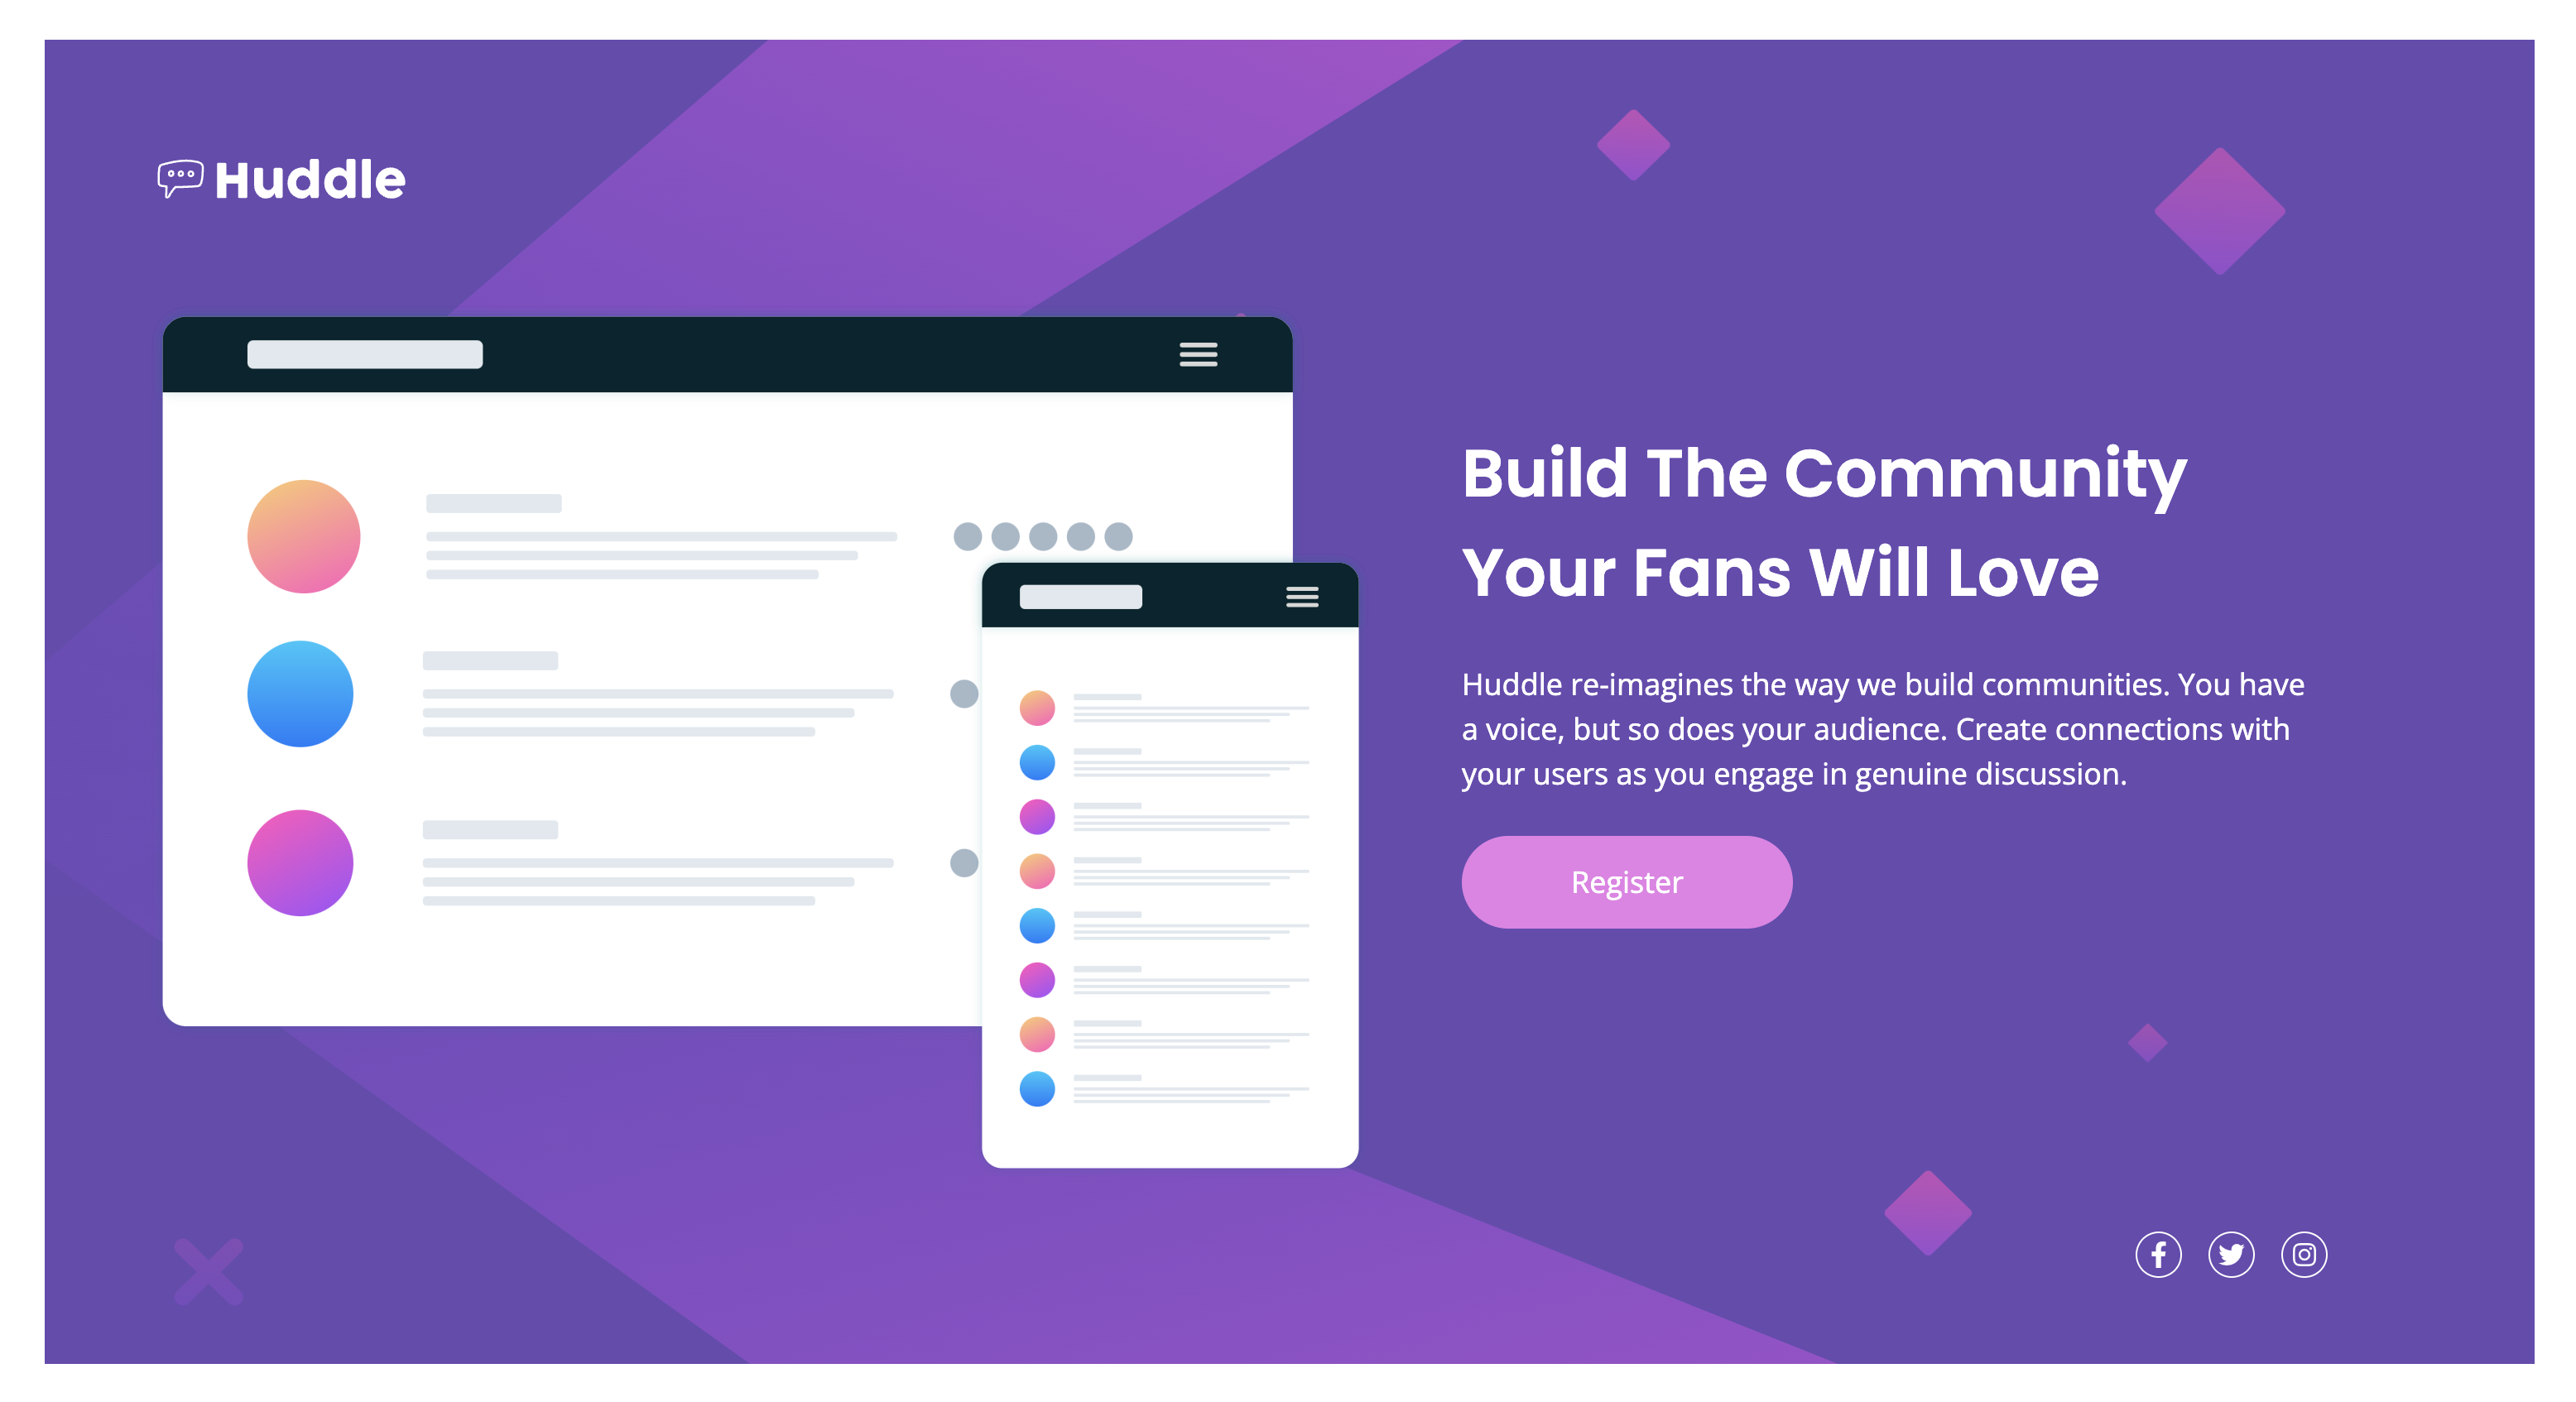 Huddle
Build The Community
Your Fans Will Love
Huddle re-imagines the way we build communities. You have
a voice, but so does your audience. Create connections with
your users as you engage in genuine discussion.
Register